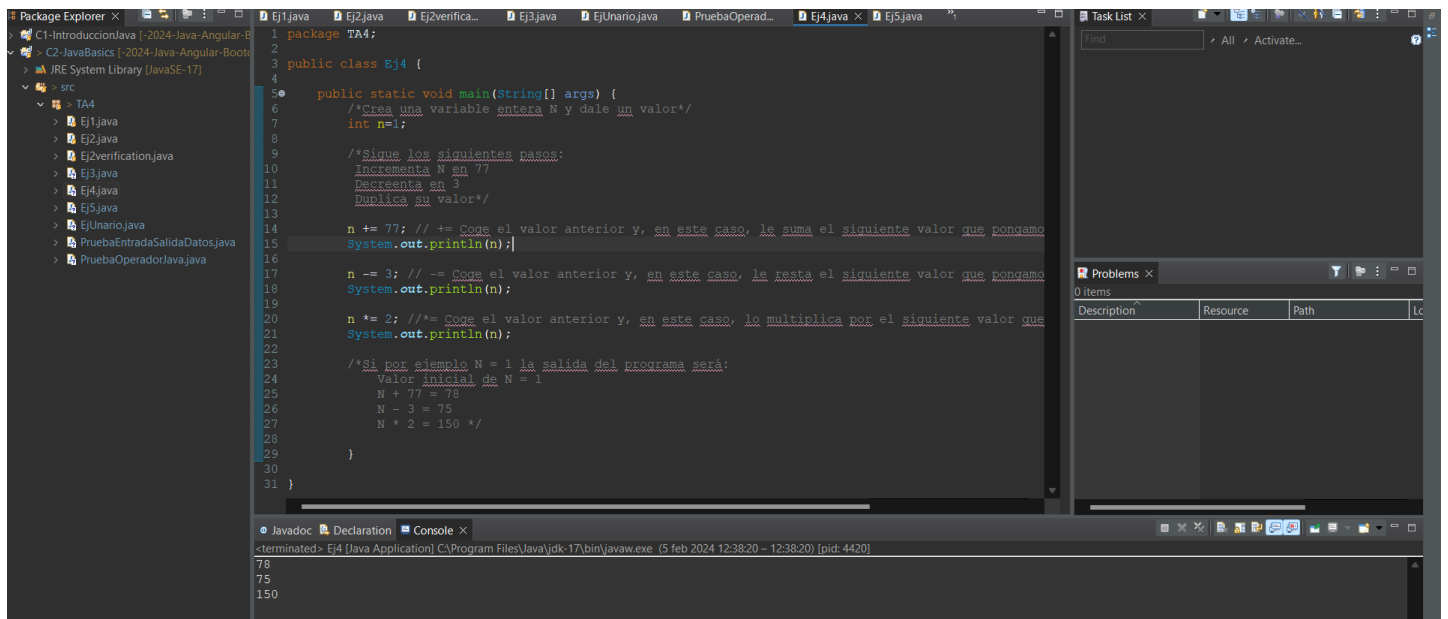 Package Explorer
C1-IntroduccionJava [-2024-Java-Angular-B
> C2-JavaBasics [-2024-Java-Angular-Bootc
JRE System Library [JavaSE-17]
> src
> TA4
Ej1.java
Ej2.java
Ej2verification.java
Ej3.java
Ej4.java
Ej5.java
EjUnario.java
PruebaEntradaSalidaDatos.java
PruebaOperadorJava.java
Ej1.java Ej2.java Ej2verifica... Ej3.java EjUnario.java PruebaOperad... Ej4.java Ej5.java »1
1 package TA4;
2
3 public class Ej4 {
4
5 public static void main(String[] args) {
6 /*Crea una variable entera N y dale un valor*/
7 int n=1;
8
9 /*Sigue los siguientes pasos:
10 Incrementa N en 77
11 Decreenta en 3
12 Duplica su valor*/
13
14 n += 77; // += Coge el valor anterior y, en este caso, le suma el siguiente valor que pongamo
15 System.out.println(n);
16
17 n -= 3; // -= Coge el valor anterior y, en este caso, le resta el siguiente valor que pongamo
18 System.out.println(n);
19
20 n *= 2; //*= Coge el valor anterior y, en este caso, lo multiplica por el siguiente valor que
21 System.out.println(n);
22
23 /*Si por ejemplo N = 1 la salida del programa será:
24 Valor inicial de N = 1
25 N + 77 = 78
26 N - 3 = 75
27 N * 2 = 150 */
28
29 }
30
31 }
Task List
Find All Activate...
Problems
0 items
Description Resource Path Lc
Javadoc Declaration Console
<terminated> Ej4 [Java Application] C:\Program Files\Java\jdk-17\bin\javaw.exe (5 feb 2024 12:38:20 – 12:38:20) [pid: 4420]
78
75
150